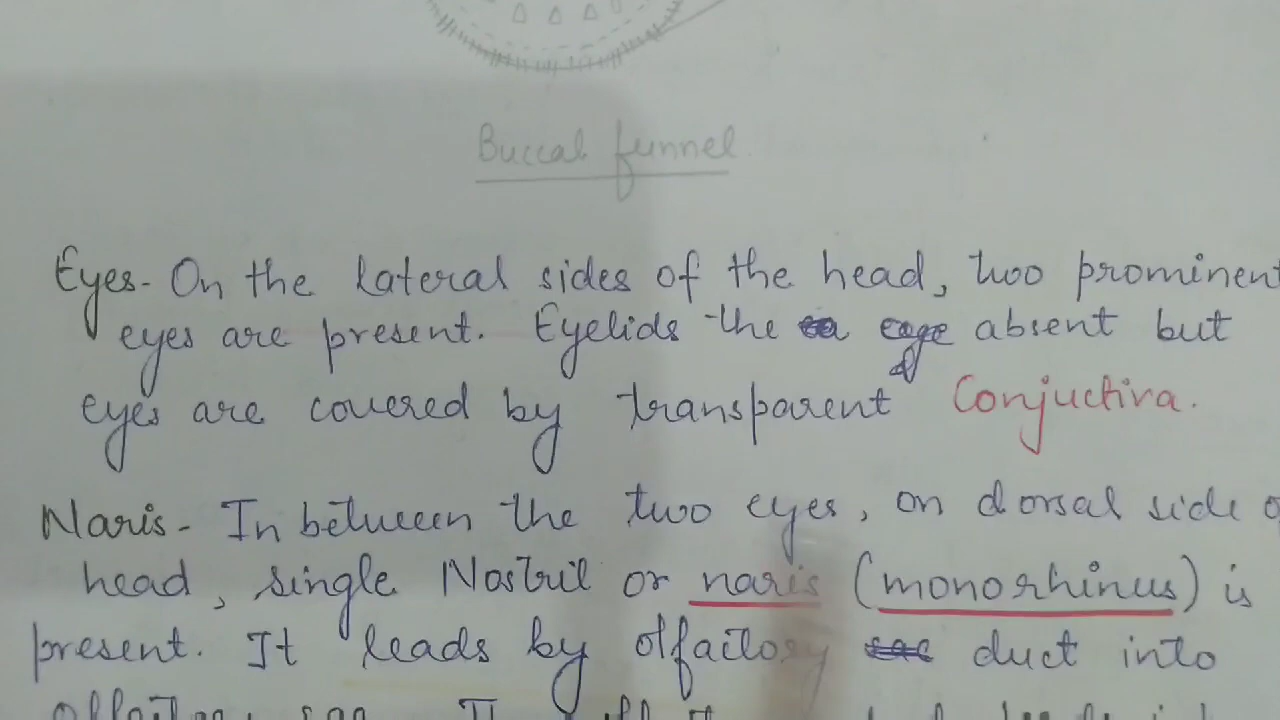 Buccal funnel
Eyes- On the lateral sides of the head, two prominent
eyes are present. Eyelids the absent but
eyes are covered by transparent Conjuctiva.
Naris- In between the two eyes, on dorsal side
head, single Nostril or naris (monorhinus) is
present. It leads by olfactory duct into